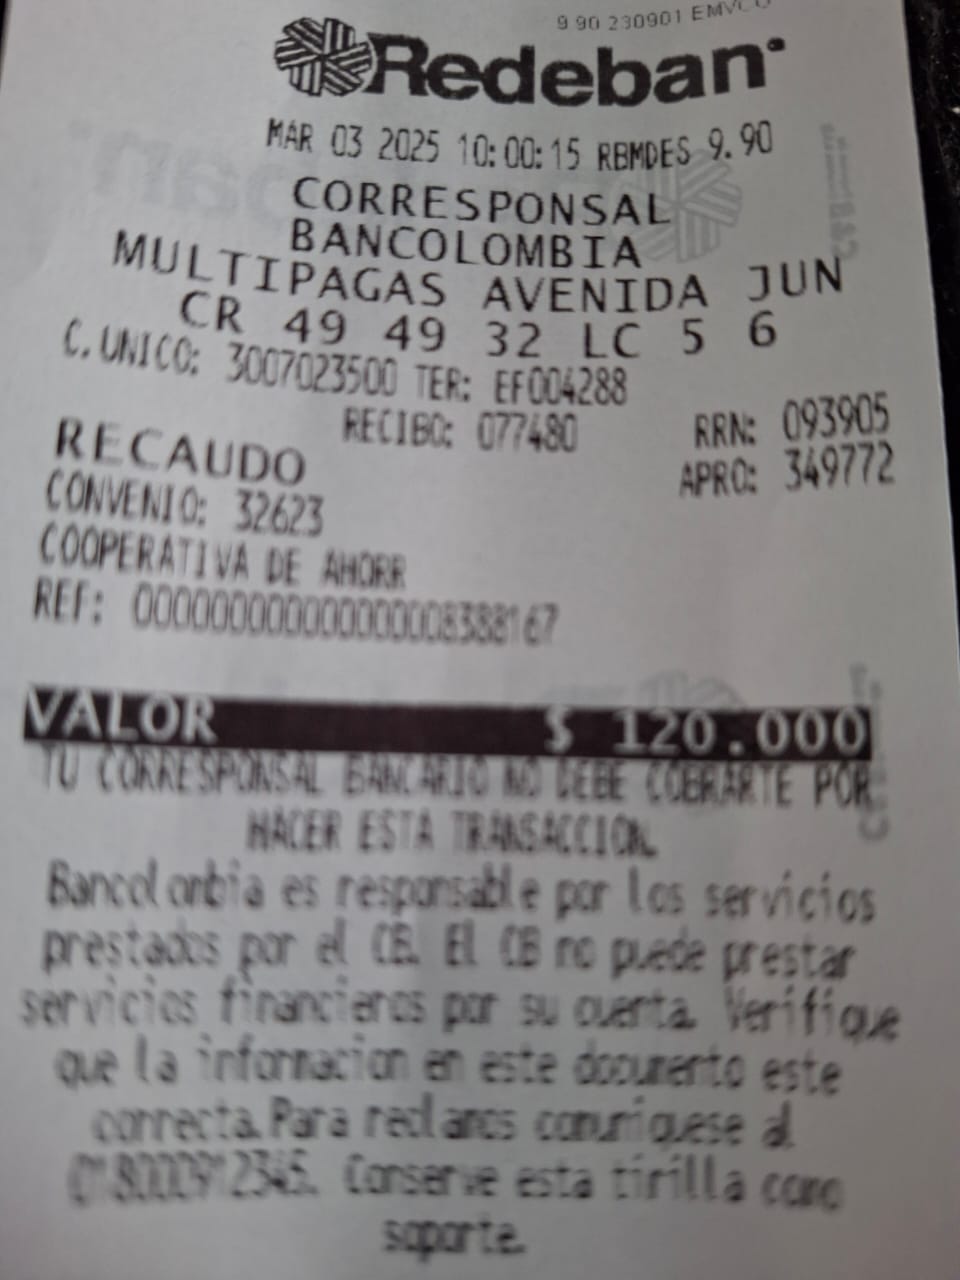 9 90 230901 EMVCO
Redeban
MAR 03 2025 10:00:15 RBMDES 9.90
CORRESPONSAL
BANCOLOMBIA
MULTIPAGAS AVENIDA JUN
CR 49 49 32 LC 5 6
C.UNICO: 3007023500 TER: EF004288
RECIBO: 077480 RRN: 093905
RECAUDO APRO: 349772
CONVENIO: 32623
COOPERATIVA DE AHORR
REF: 00000000000000008388167
VALOR $ 120.000
TU CORRESPONSAL BANCARIO NO DEBE COBRARTE POR
HACER ESTA TRANSACCION.
Bancolombia es responsable por los servicios
prestados por el CB. El CB no puede prestar
servicios financieros por su cuenta. Verifique
que la informacion en este documento este
correcta.Para reclamos comuniquese al
018000912345. Conserve esta tirilla como
soporte.